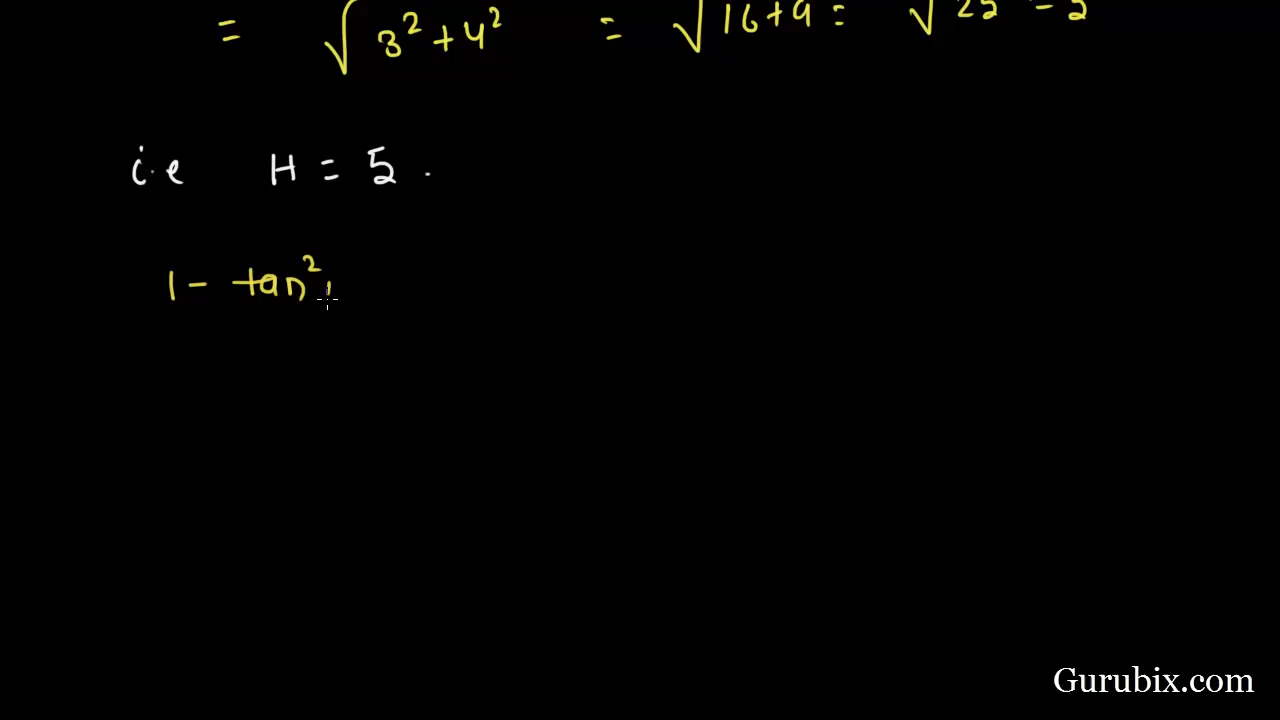 = √3²+4² = √16+9 = √25 = 5
i.e H = 5 .
1 - tan²
Gurubix.com